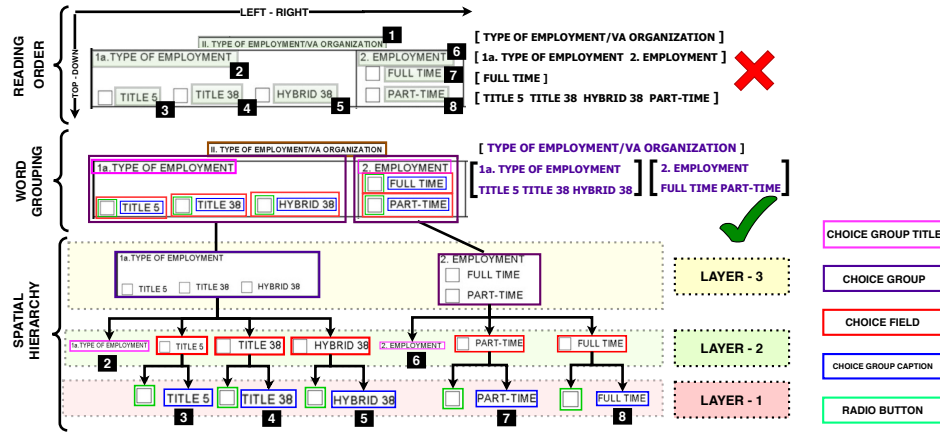 LEFT - RIGHT
READING ORDER
TOP - DOWN
1
II. TYPE OF EMPLOYMENT/VA ORGANIZATION
1a.TYPE OF EMPLOYMENT
2
2. EMPLOYMENT
6
FULL TIME
7
TITLE 5
3
TITLE 38
4
HYBRID 38
5
PART-TIME
8
[ TYPE OF EMPLOYMENT/VA ORGANIZATION ]
[ 1a. TYPE OF EMPLOYMENT 2. EMPLOYMENT ]
[ FULL TIME ]
[ TITLE 5 TITLE 38 HYBRID 38 PART-TIME ]
WORD GROUPING
II. TYPE OF EMPLOYMENT/VA ORGANIZATION
1a.TYPE OF EMPLOYMENT
TITLE 5
TITLE 38
HYBRID 38
2. EMPLOYMENT
FULL TIME
PART-TIME
[ TYPE OF EMPLOYMENT/VA ORGANIZATION ]
1a. TYPE OF EMPLOYMENT
TITLE 5 TITLE 38 HYBRID 38
2. EMPLOYMENT
FULL TIME PART-TIME
SPATIAL HIERARCHY
1a.TYPE OF EMPLOYMENT
TITLE 5
TITLE 38
HYBRID 38
2. EMPLOYMENT
FULL TIME
PART-TIME
LAYER - 3
1a.TYPE OF EMPLOYMENT
2
TITLE 5
TITLE 38
HYBRID 38
2. EMPLOYMENT
6
PART-TIME
FULL TIME
LAYER - 2
TITLE 5
3
TITLE 38
4
HYBRID 38
5
PART-TIME
7
FULL TIME
8
LAYER - 1
CHOICE GROUP TITLE
CHOICE GROUP
CHOICE FIELD
CHOICE GROUP CAPTION
RADIO BUTTON